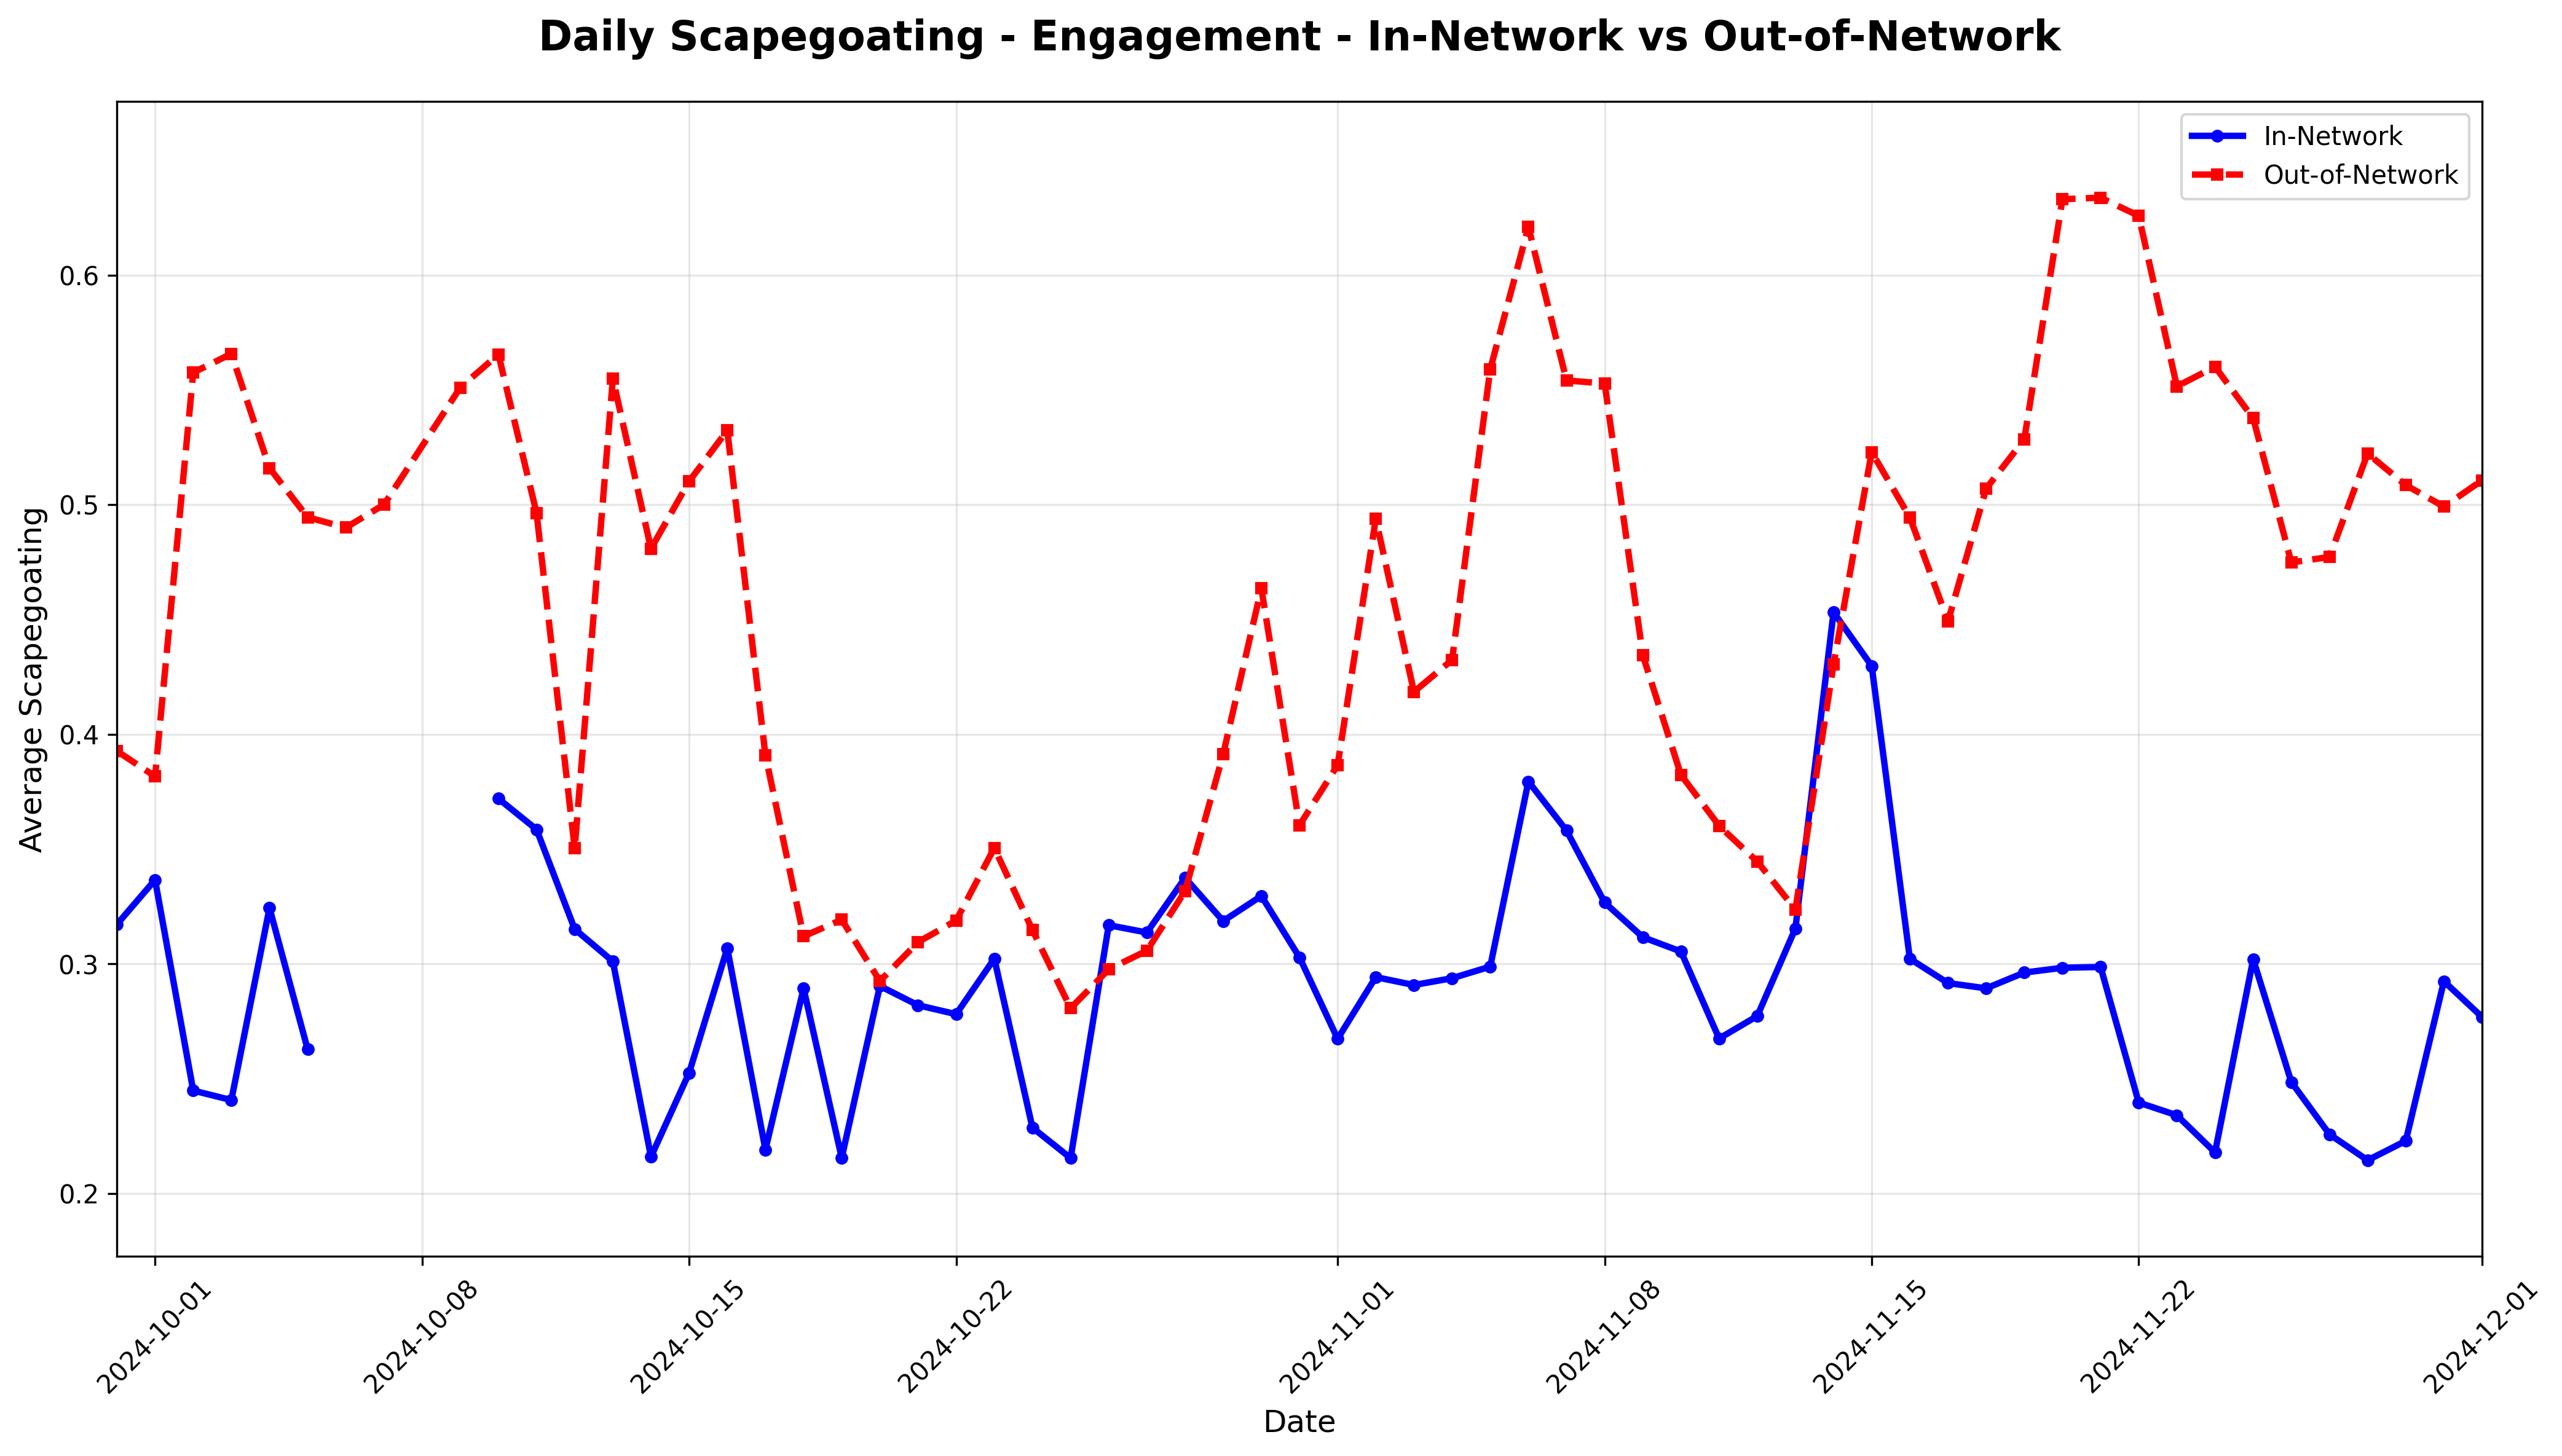 Daily Scapegoating - Engagement - In-Network vs Out-of-Network
In-Network
Out-of-Network
Average Scapegoating
0.6
0.5
0.4
0.3
0.2
2024-10-01
2024-10-08
2024-10-15
2024-10-22
2024-11-01
2024-11-08
2024-11-15
2024-11-22
2024-12-01
Date